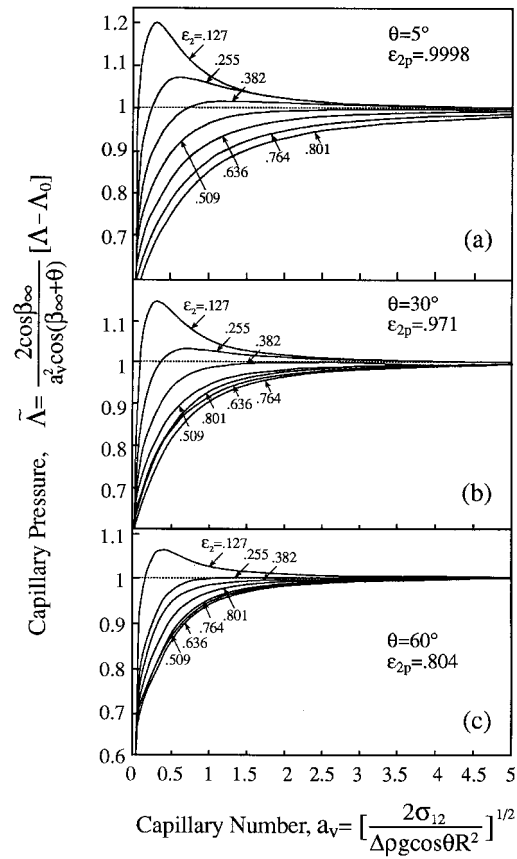 Capillary Pressure, Λ̃ = 2cosβ∞ / a_v² cos(β∞+θ) [Λ − Λ₀]
1.2
1.1
1
0.9
0.8
0.7
ε₂=.127
.255
.382
θ=5°
ε₂ₚ=.9998
.509
.636
.764
.801
(a)
1.1
1
0.9
0.8
0.7
ε₂=.127
.255
.382
θ=30°
ε₂ₚ=.971
.509
.801
.636
.764
(b)
1.1
1
0.9
0.8
0.7
0.6
ε₂=.127
.255
.382
.801
.764
.636
.509
θ=60°
ε₂ₚ=.804
(c)
0 0.5 1 1.5 2 2.5 3 3.5 4 4.5 5
Capillary Number, a_v = [2σ₁₂ / ΔρgcosθR²]^1/2